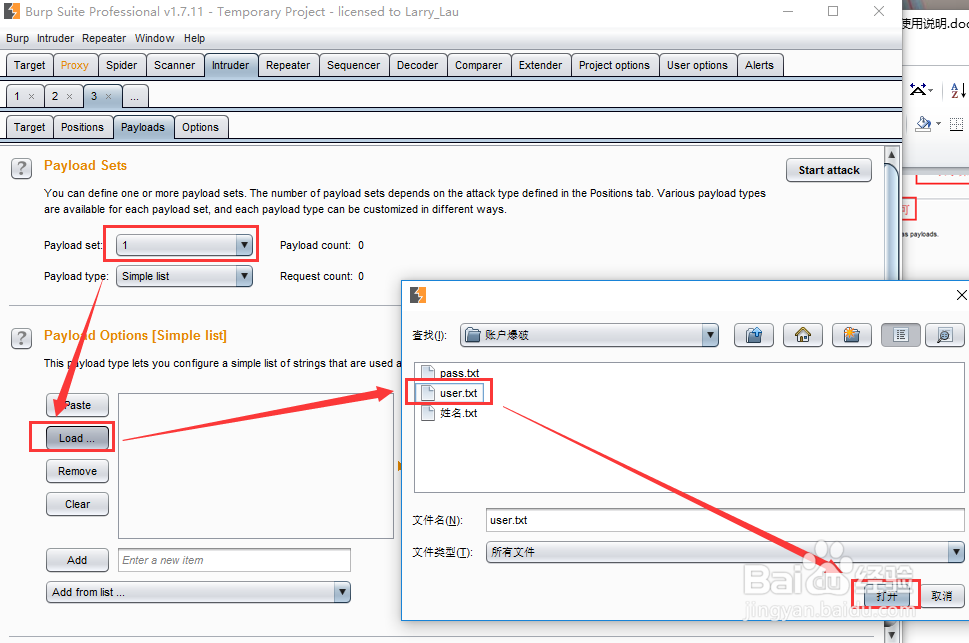 Burp Suite Professional v1.7.11 - Temporary Project - licensed to Larry_Lau
使用说明.doc
Burp Intruder Repeater Window Help
Target Proxy Spider Scanner Intruder Repeater Sequencer Decoder Comparer Extender Project options User options Alerts
1 × 2 × 3 × ...
Target Positions Payloads Options
? Payload Sets
Start attack
You can define one or more payload sets. The number of payload sets depends on the attack type defined in the Positions tab. Various payload types
are available for each payload set, and each payload type can be customized in different ways.
as payloads.
Payload set: 1 Payload count: 0
Payload type: Simple list Request count: 0
? Payload Options [Simple list]
This payload type lets you configure a simple list of strings that are used a
Paste
Load ...
Remove
Clear
Add Enter a new item
Add from list ...
查找(I): 账户爆破
pass.txt
user.txt
姓名.txt
文件名(N): user.txt
文件类型(T): 所有文件
打开 取消
Baidu 经验
jingyan.baidu.com